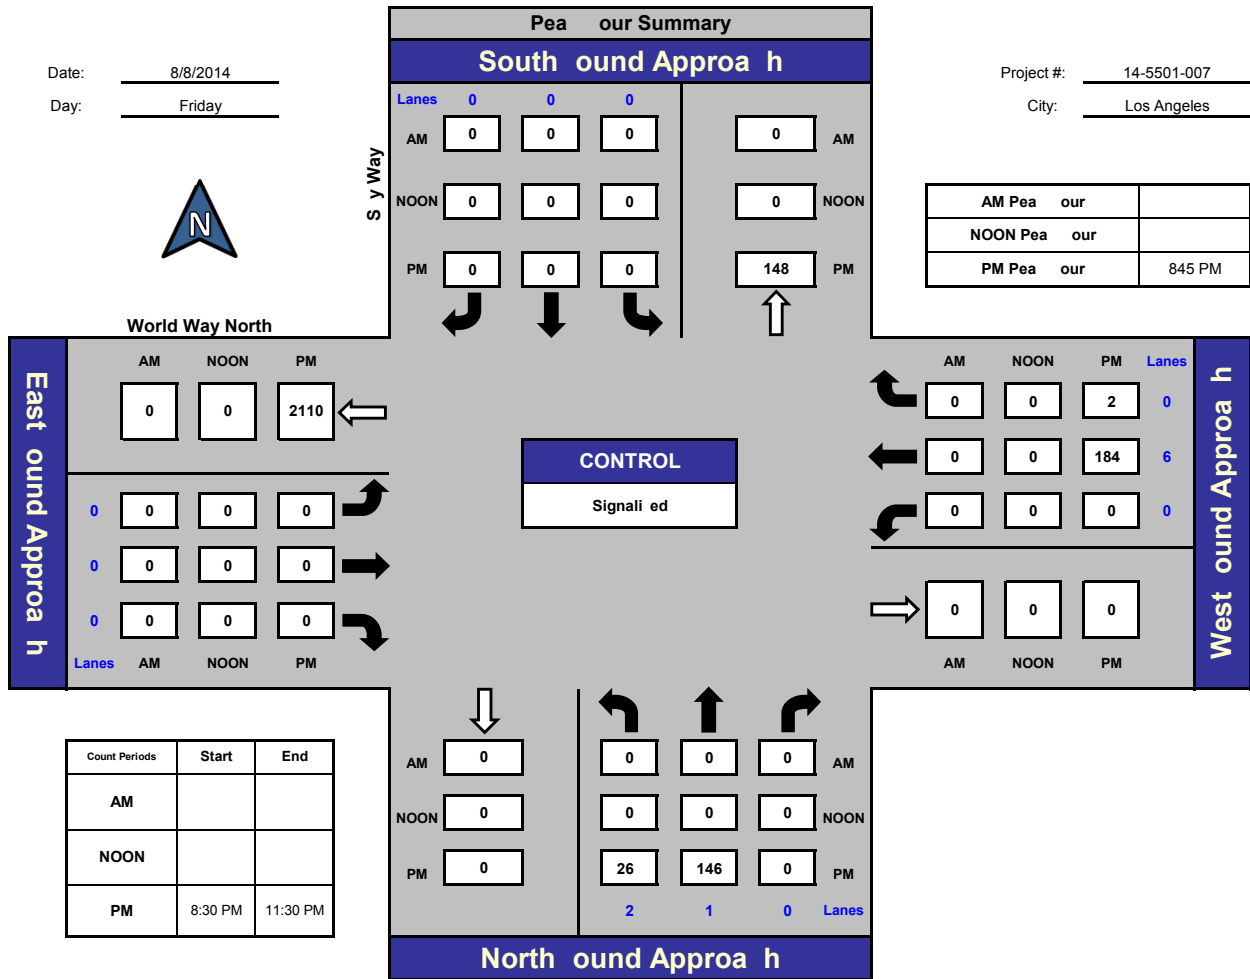 Pea our Summary
South ound Approa h
Date: 8/8/2014
Day: Friday
Project #: 14-5501-007
City: Los Angeles
N
S y Way
Lanes 0 0 0
AM 0 0 0 0 AM
NOON 0 0 0 0 NOON
PM 0 0 0 148 PM
AM Pea our
NOON Pea our
PM Pea our 845 PM
World Way North
East ound Approa h
AM NOON PM
0 0 2110
0 0 0 0
0 0 0 0
0 0 0 0
Lanes AM NOON PM
CONTROL
Signali ed
AM NOON PM Lanes
0 0 2 0
0 0 184 6
0 0 0 0
0 0 0
AM NOON PM
West ound Approa h
Count Periods Start End
AM
NOON
PM 8:30 PM 11:30 PM
AM 0 0 0 0 AM
NOON 0 0 0 0 NOON
PM 0 26 146 0 PM
2 1 0 Lanes
North ound Approa h